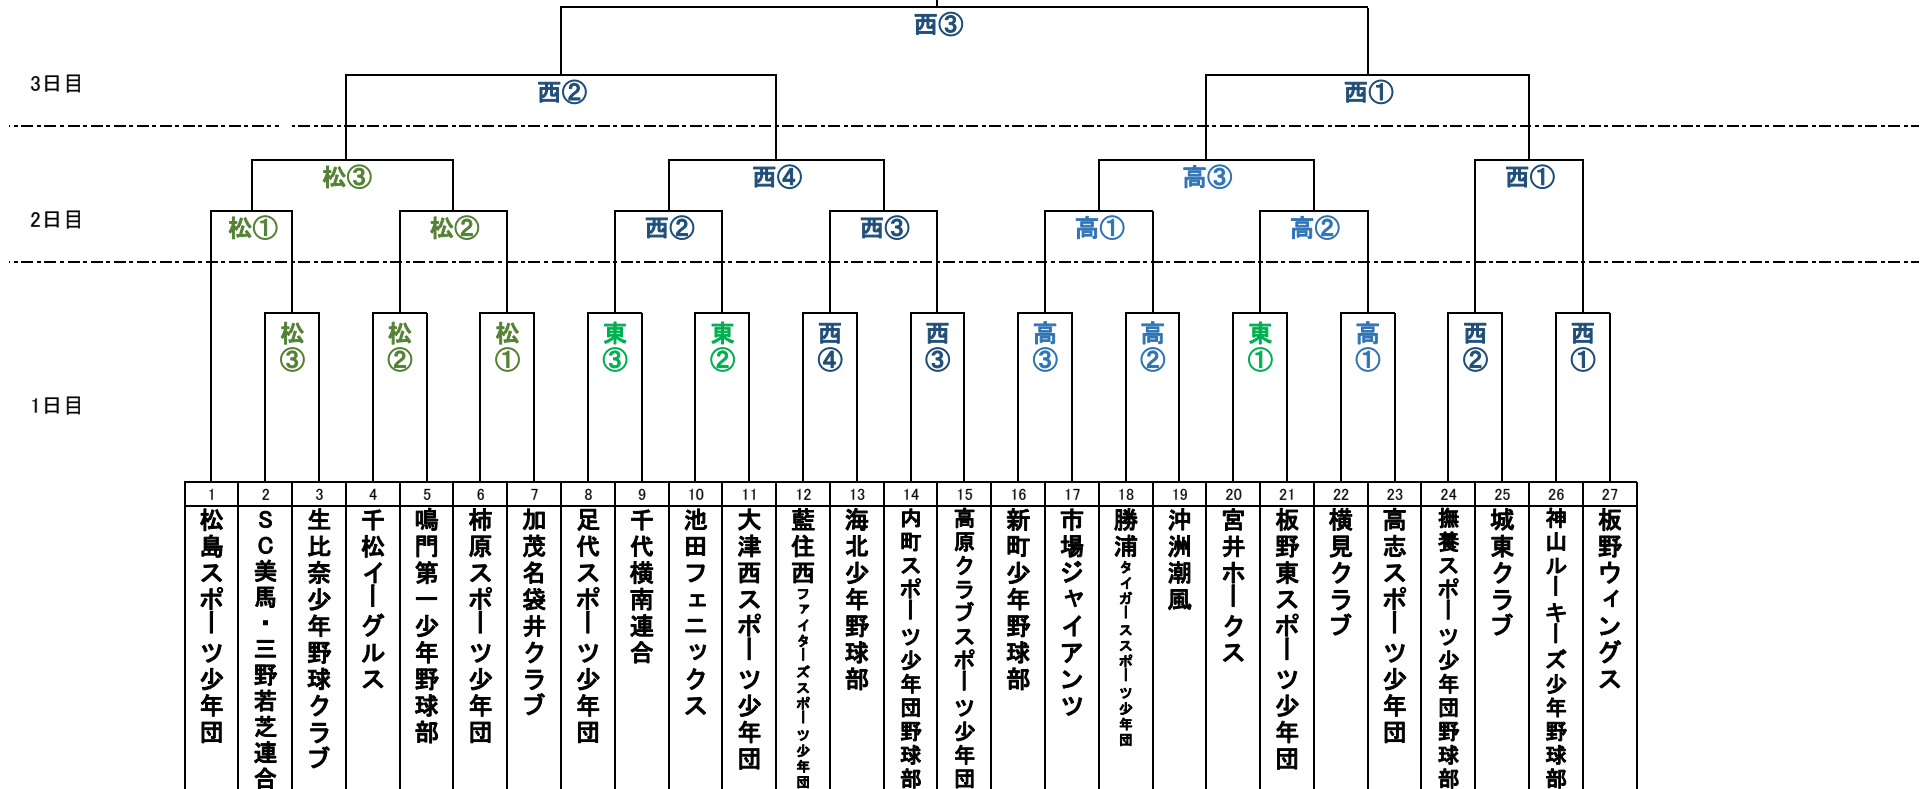 西③
3日目
西②
西①
松③
西④
高③
西①
2日目
松①
松②
西②
西③
高①
高②
松③
松②
松①
東③
東②
西④
西③
高③
高②
東①
高①
西②
西①
1日目
1 松島スポーツ少年団
2 SC美馬・三野若芝連合
3 生比奈少年野球クラブ
4 千松イーグルス
5 鳴門第一少年野球部
6 柿原スポーツ少年団
7 加茂名袋井クラブ
8 足代スポーツ少年団
9 千代横南連合
10 池田フェニックス
11 大津西スポーツ少年団
12 藍住西ファイターズスポーツ少年団
13 海北少年野球部
14 内町スポーツ少年団野球部
15 高原クラブスポーツ少年団
16 新町少年野球部
17 市場ジャイアンツ
18 勝浦タイガーススポーツ少年団
19 沖洲潮風
20 宮井ホークス
21 板野東スポーツ少年団
22 横見クラブ
23 高志スポーツ少年団
24 撫養スポーツ少年団野球部
25 城東クラブ
26 神山ルーキーズ少年野球部
27 板野ウィングス